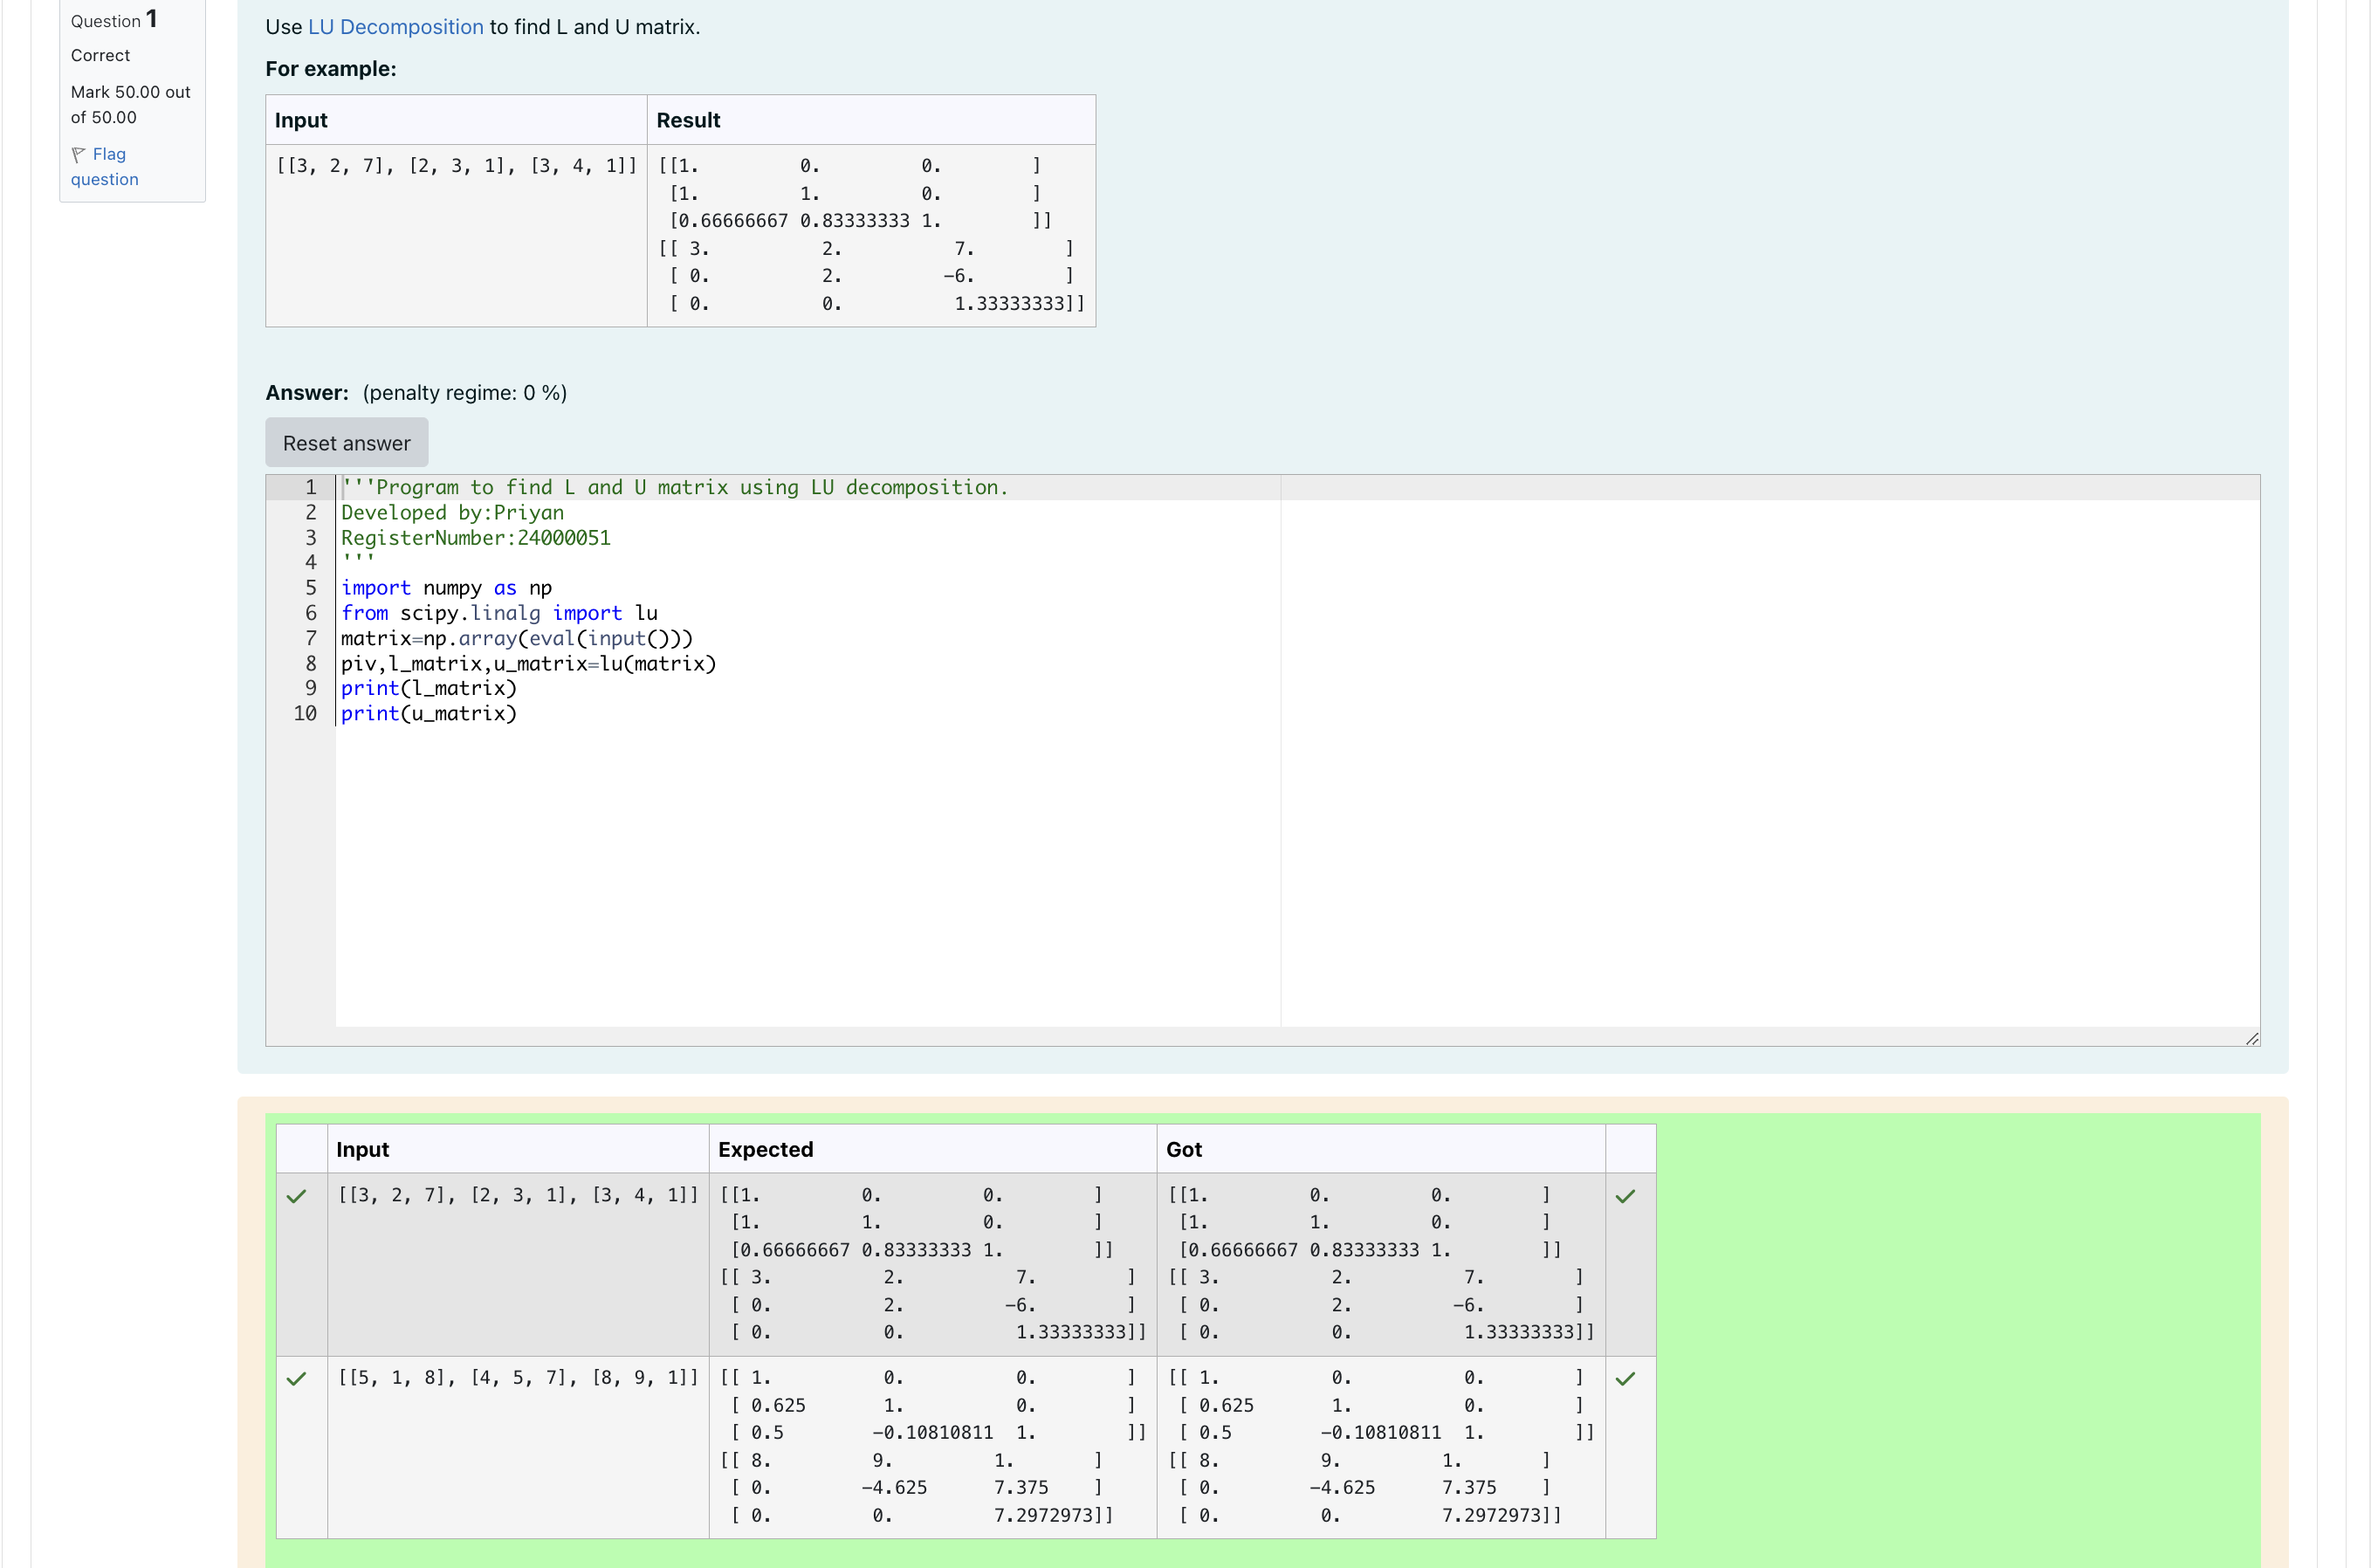 Question 1
Correct
Mark 50.00 out
of 50.00
Flag
question
Use LU Decomposition to find L and U matrix.
For example:
Input Result
[[3, 2, 7], [2, 3, 1], [3, 4, 1]] [[1.         0.         0.        ]
 [1.         1.         0.        ]
 [0.66666667 0.83333333 1.        ]]
[[ 3.          2.          7.        ]
 [ 0.          2.         -6.        ]
 [ 0.          0.          1.33333333]]
Answer: (penalty regime: 0 %)
Reset answer
1 '''Program to find L and U matrix using LU decomposition.
2 Developed by:Priyan
3 RegisterNumber:24000051
4 '''
5 import numpy as np
6 from scipy.linalg import lu
7 matrix=np.array(eval(input()))
8 piv,l_matrix,u_matrix=lu(matrix)
9 print(l_matrix)
10 print(u_matrix)
Input Expected Got
[[3, 2, 7], [2, 3, 1], [3, 4, 1]] [[1.         0.         0.        ] [[1.         0.         0.        ]
 [1.         1.         0.        ] [1.         1.         0.        ]
 [0.66666667 0.83333333 1.        ]] [0.66666667 0.83333333 1.        ]]
[[ 3.          2.          7.        ] [[ 3.          2.          7.        ]
 [ 0.          2.         -6.        ] [ 0.          2.         -6.        ]
 [ 0.          0.          1.33333333]] [ 0.          0.          1.33333333]]
[[5, 1, 8], [4, 5, 7], [8, 9, 1]] [[ 1.          0.          0.        ] [[ 1.          0.          0.        ]
 [ 0.625       1.          0.        ] [ 0.625       1.          0.        ]
 [ 0.5        -0.10810811  1.        ]] [ 0.5        -0.10810811  1.        ]]
[[ 8.         9.         1.       ] [[ 8.         9.         1.       ]
 [ 0.        -4.625      7.375    ] [ 0.        -4.625      7.375    ]
 [ 0.         0.         7.2972973]] [ 0.         0.         7.2972973]]